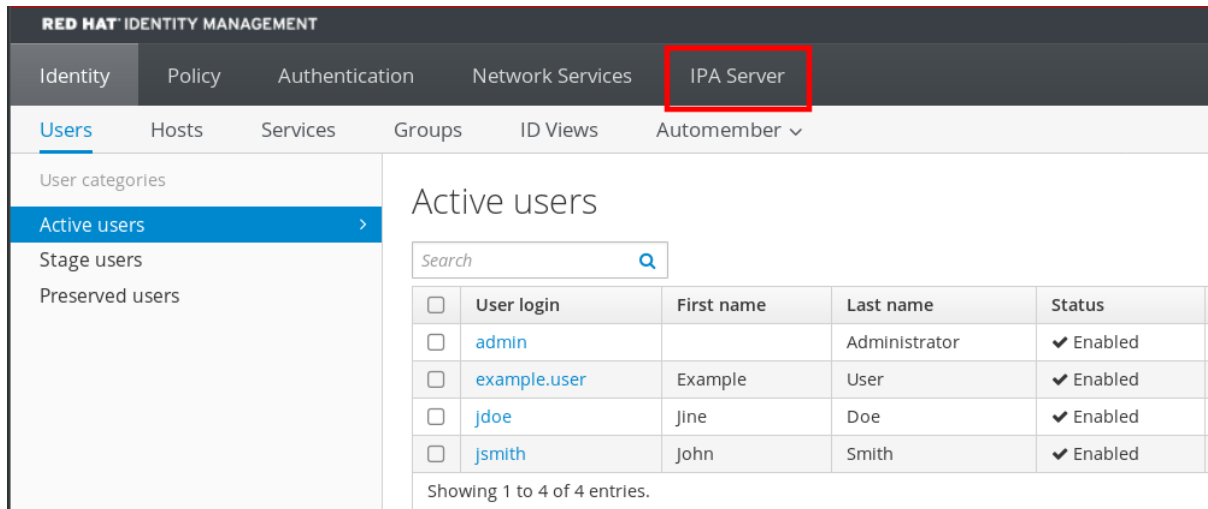 RED HAT® IDENTITY MANAGEMENT
Identity Policy Authentication Network Services IPA Server
Users Hosts Services Groups ID Views Automember
User categories
Active users
Stage users
Preserved users
Active users
Search
User login First name Last name Status
admin Administrator Enabled
example.user Example User Enabled
jdoe Jine Doe Enabled
jsmith John Smith Enabled
Showing 1 to 4 of 4 entries.